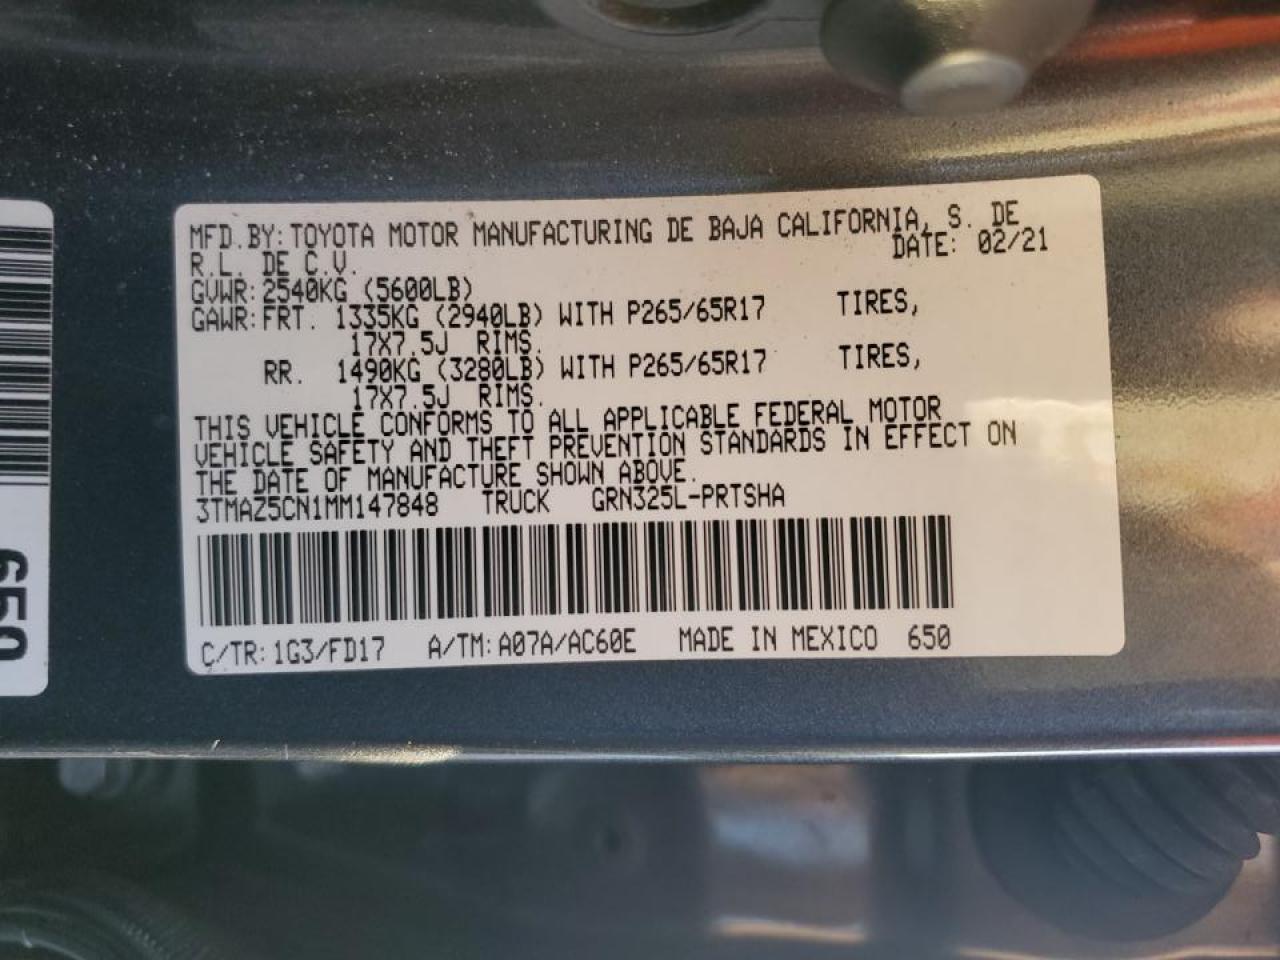 MFD.BY: TOYOTA MOTOR MANUFACTURING DE BAJA CALIFORNIA, S. DE
R.L. DE C.V. DATE: 02/21
GVWR: 2540KG (5600LB)
GAWR: FRT. 1335KG (2940LB) WITH P265/65R17 TIRES,
17X7.5J RIMS.
RR. 1490KG (3280LB) WITH P265/65R17 TIRES,
17X7.5J RIMS.
THIS VEHICLE CONFORMS TO ALL APPLICABLE FEDERAL MOTOR
VEHICLE SAFETY AND THEFT PREVENTION STANDARDS IN EFFECT ON
THE DATE OF MANUFACTURE SHOWN ABOVE.
3TMAZ5CN1MM147848 TRUCK GRN325L-PRTSHA
C/TR: 1G3/FD17 A/TM: A07A/AC60E MADE IN MEXICO 650
650